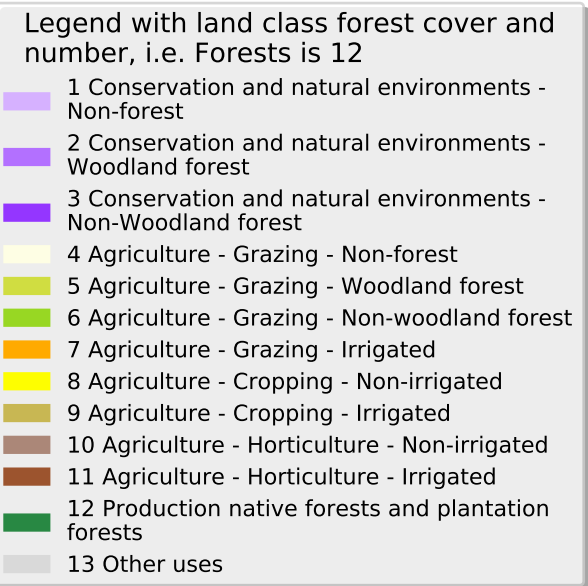 Legend with land class forest cover and
number, i.e. Forests is 12
1 Conservation and natural environments -
Non-forest
2 Conservation and natural environments -
Woodland forest
3 Conservation and natural environments -
Non-Woodland forest
4 Agriculture - Grazing - Non-forest
5 Agriculture - Grazing - Woodland forest
6 Agriculture - Grazing - Non-woodland forest
7 Agriculture - Grazing - Irrigated
8 Agriculture - Cropping - Non-irrigated
9 Agriculture - Cropping - Irrigated
10 Agriculture - Horticulture - Non-irrigated
11 Agriculture - Horticulture - Irrigated
12 Production native forests and plantation
forests
13 Other uses